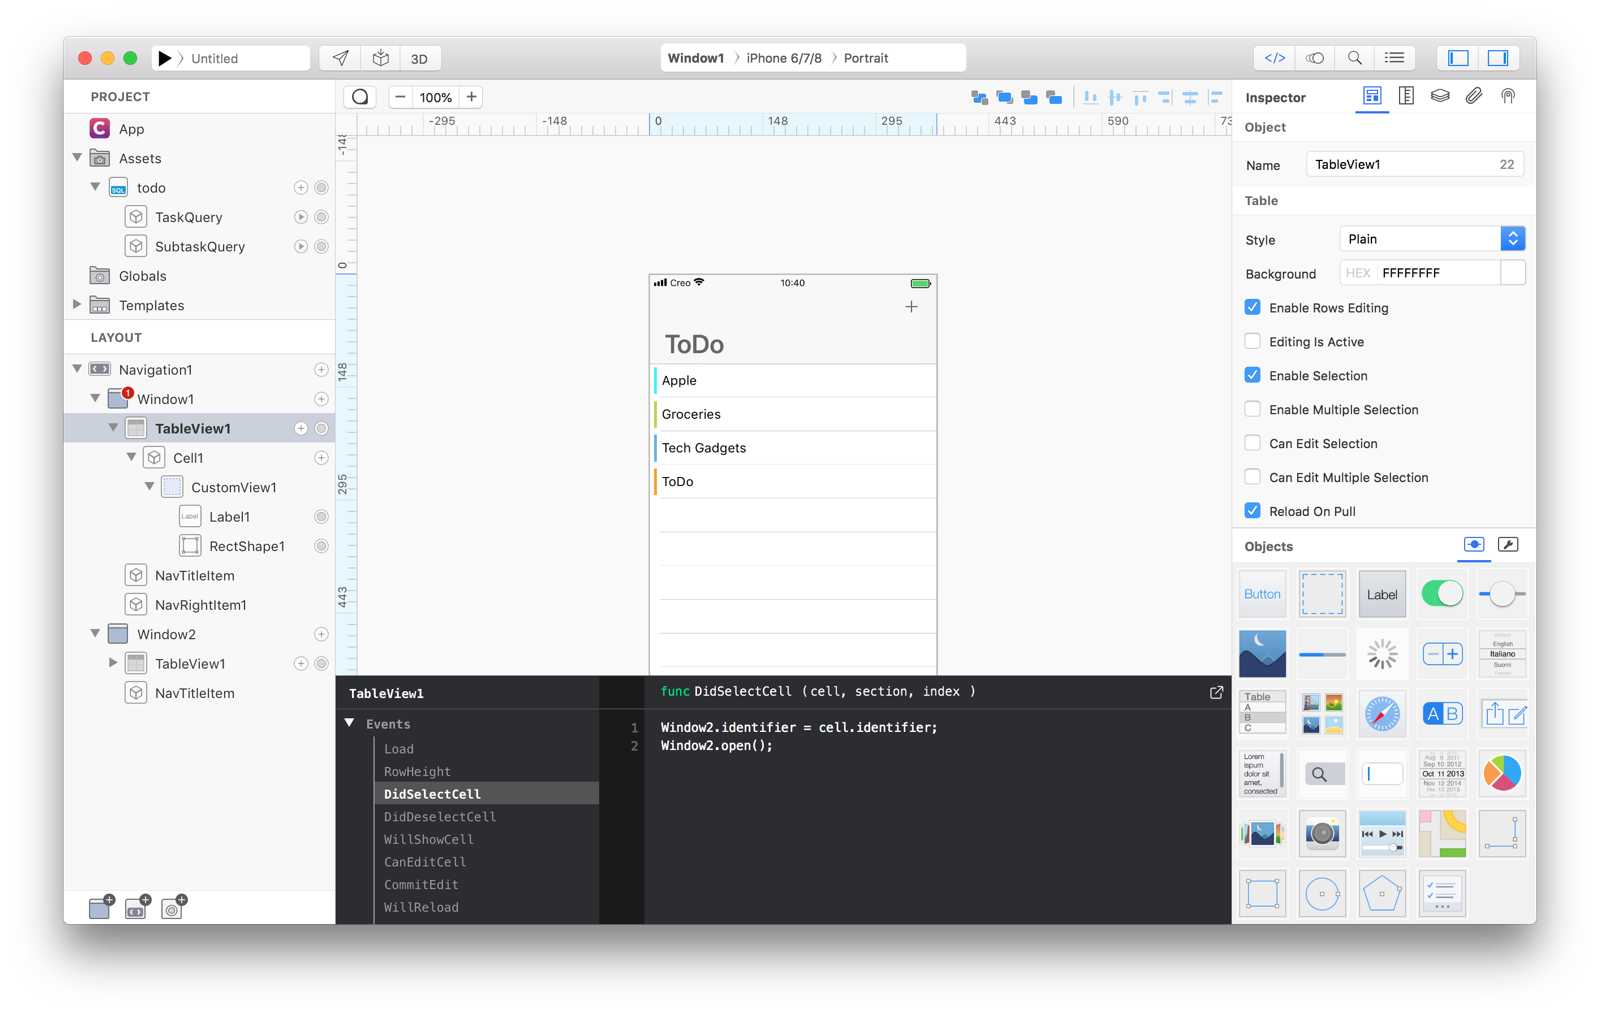 Untitled
3D
Window1 iPhone 6/7/8 Portrait
</>
PROJECT
App
Assets
SQL todo
TaskQuery
SubtaskQuery
Globals
Templates
LAYOUT
Navigation1
1 Window1
TableView1
Cell1
CustomView1
Label Label1
RectShape1
NavTitleItem
NavRightItem1
Window2
TableView1
NavTitleItem
100%
-295 -148 0 148 295 443 590 73
-148
0
148
295
443
Creo 10:40
ToDo
Apple
Groceries
Tech Gadgets
ToDo
TableView1
Events
Load
RowHeight
DidSelectCell
DidDeselectCell
WillShowCell
CanEditCell
CommitEdit
WillReload
func DidSelectCell (cell, section, index )
1 Window2.identifier = cell.identifier;
2 Window2.open();
Inspector
Object
Name TableView1 22
Table
Style Plain
Background HEX FFFFFFFF
Enable Rows Editing
Editing Is Active
Enable Selection
Enable Multiple Selection
Can Edit Selection
Can Edit Multiple Selection
Reload On Pull
Objects
Button
Label
English
Italiano
Suomi
Table
A
B
C
A B
Lorem
ispum
dolor sit
amet,
consected
Aug 9 2011
Sep 10 2012
Oct 11 2013
Nov 12 2014
Dec 13 2015